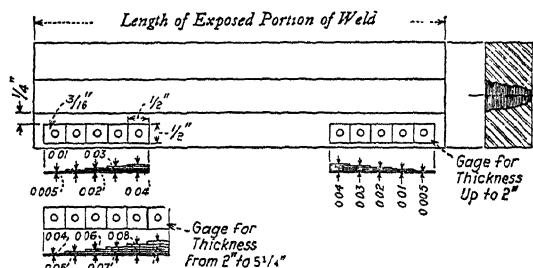 Length of Exposed Portion of Weld
1/4"
3/16"
1/2"
1/2"
0.01 0.03
0.005 0.02 0.04
0.04 0.03 0.02 0.01 0.005
Gage for
Thickness
Up to 2"
0.04 0.06 0.08
0.05 0.07
Gage for
Thickness
From 2" to 5 1/4"